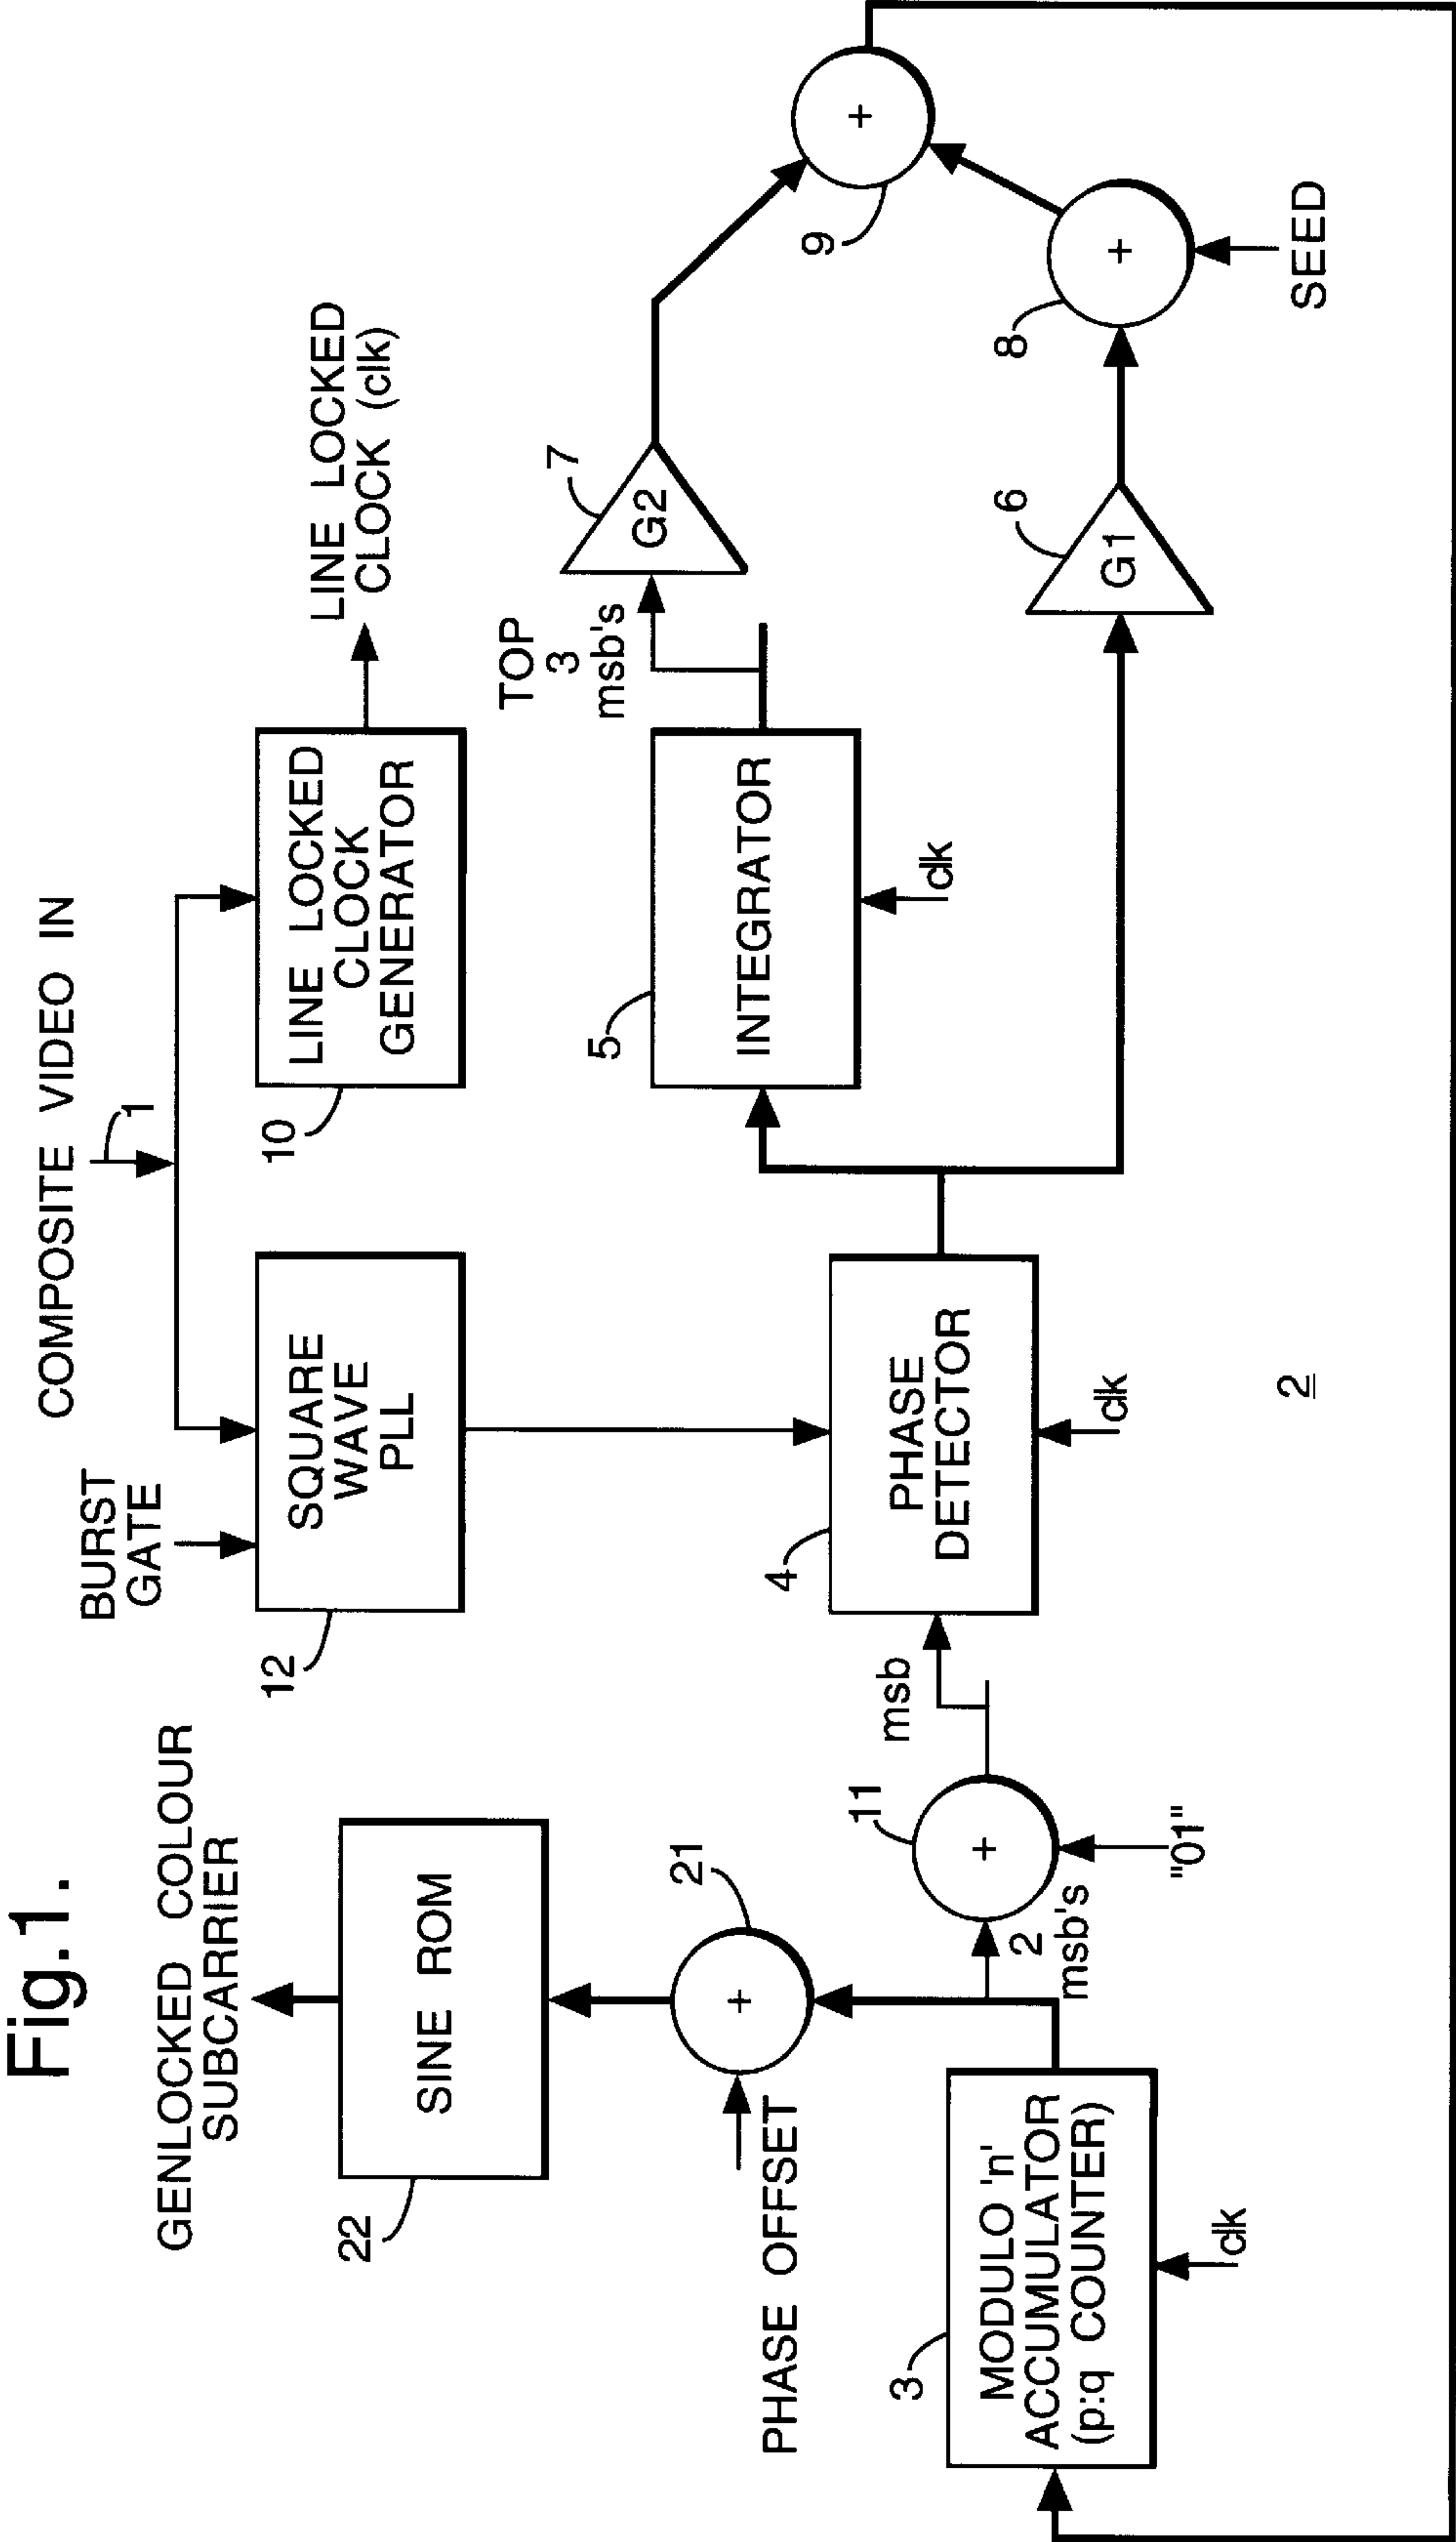 Fig.1.
COMPOSITE VIDEO IN
1
BURST
GATE
GENLOCKED COLOUR
SUBCARRIER
SQUARE
WAVE
PLL
12
LINE LOCKED
CLOCK
GENERATOR
10
LINE LOCKED
CLOCK (clk)
SINE ROM
22
21
PHASE OFFSET
MODULO 'n'
ACCUMULATOR
(p:q COUNTER)
3
clk
2
msb's
11
"01"
msb
PHASE
DETECTOR
4
clk
INTEGRATOR
5
clk
TOP
3
msb's
G2
7
G1
6
8
SEED
9
2